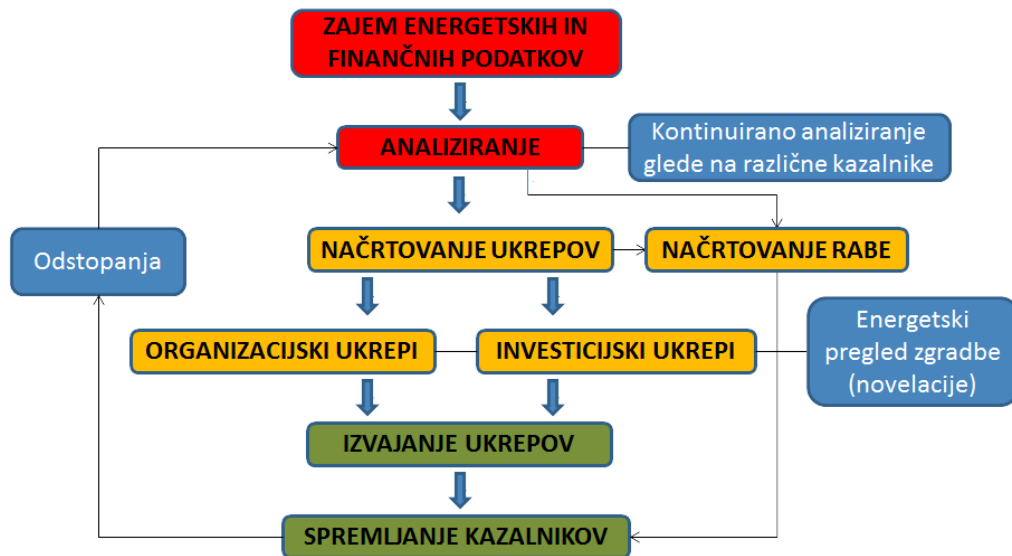 ZAJEM ENERGETSKIH IN
FINANČNIH PODATKOV
ANALIZIRANJE
Kontinuirano analiziranje
glede na različne kazalnike
NAČRTOVANJE UKREPOV
NAČRTOVANJE RABE
Odstopanja
ORGANIZACIJSKI UKREPI
INVESTICIJSKI UKREPI
Energetski
pregled zgradbe
(novelacije)
IZVAJANJE UKREPOV
SPREMLJANJE KAZALNIKOV